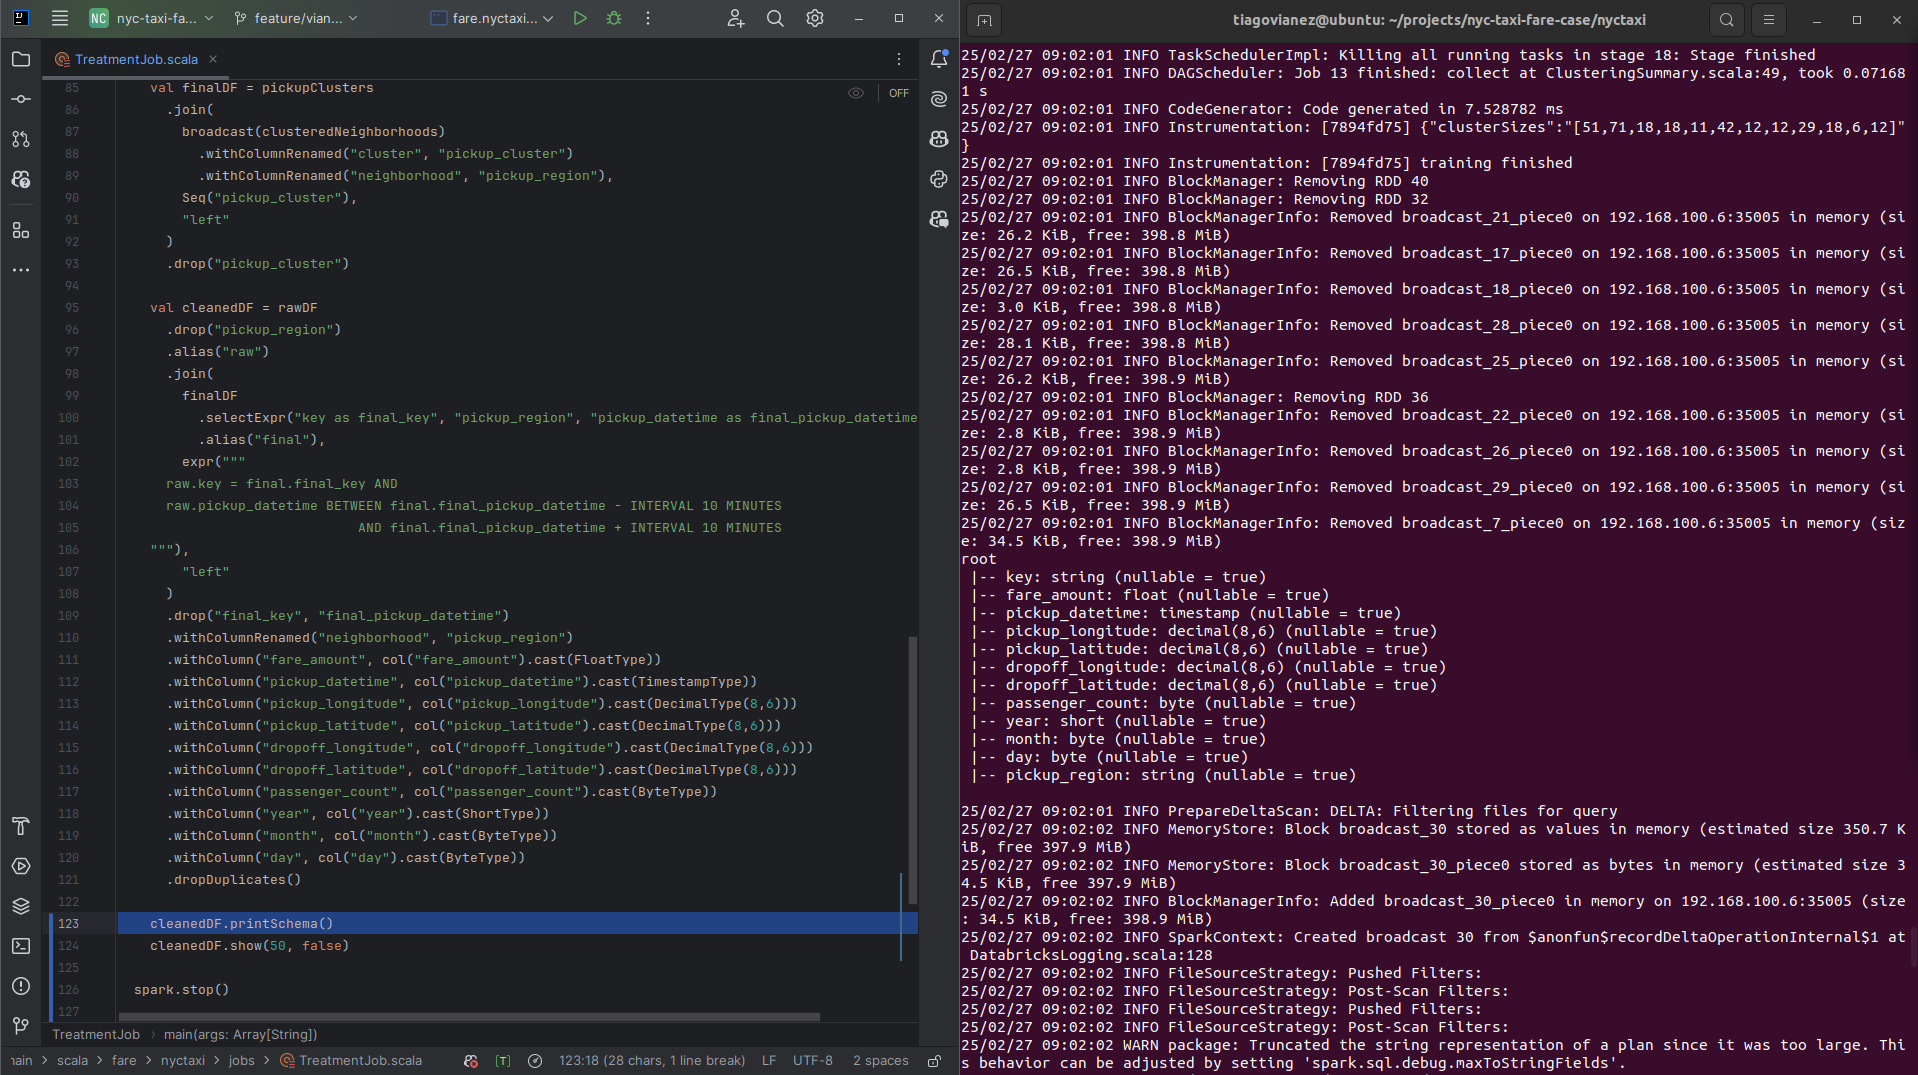 NC nyc-taxi-fa... feature/vian... fare.nyctaxi...
TreatmentJob.scala
OFF
85 val finalDF = pickupClusters
86 .join(
87 broadcast(clusteredNeighborhoods)
88 .withColumnRenamed("cluster", "pickup_cluster")
89 .withColumnRenamed("neighborhood", "pickup_region"),
90 Seq("pickup_cluster"),
91 "left"
92 )
93 .drop("pickup_cluster")
94
95 val cleanedDF = rawDF
96 .drop("pickup_region")
97 .alias("raw")
98 .join(
99 finalDF
100 .selectExpr("key as final_key", "pickup_region", "pickup_datetime as final_pickup_datetime
101 .alias("final"),
102 expr("""
103 raw.key = final.final_key AND
104 raw.pickup_datetime BETWEEN final.final_pickup_datetime - INTERVAL 10 MINUTES
105 AND final.final_pickup_datetime + INTERVAL 10 MINUTES
106 """),
107 "left"
108 )
109 .drop("final_key", "final_pickup_datetime")
110 .withColumnRenamed("neighborhood", "pickup_region")
111 .withColumn("fare_amount", col("fare_amount").cast(FloatType))
112 .withColumn("pickup_datetime", col("pickup_datetime").cast(TimestampType))
113 .withColumn("pickup_longitude", col("pickup_longitude").cast(DecimalType(8,6)))
114 .withColumn("pickup_latitude", col("pickup_latitude").cast(DecimalType(8,6)))
115 .withColumn("dropoff_longitude", col("dropoff_longitude").cast(DecimalType(8,6)))
116 .withColumn("dropoff_latitude", col("dropoff_latitude").cast(DecimalType(8,6)))
117 .withColumn("passenger_count", col("passenger_count").cast(ByteType))
118 .withColumn("year", col("year").cast(ShortType))
119 .withColumn("month", col("month").cast(ByteType))
120 .withColumn("day", col("day").cast(ByteType))
121 .dropDuplicates()
122
123 cleanedDF.printSchema()
124 cleanedDF.show(50, false)
125
126 spark.stop()
127
TreatmentJob › main(args: Array[String])
main › scala › fare › nyctaxi › jobs › TreatmentJob.scala [T] 123:18 (28 chars, 1 line break) LF UTF-8 2 spaces
tiagovianez@ubuntu: ~/projects/nyc-taxi-fare-case/nyctaxi
25/02/27 09:02:01 INFO TaskSchedulerImpl: Killing all running tasks in stage 18: Stage finished
25/02/27 09:02:01 INFO DAGScheduler: Job 13 finished: collect at ClusteringSummary.scala:49, took 0.07168
1 s
25/02/27 09:02:01 INFO CodeGenerator: Code generated in 7.528782 ms
25/02/27 09:02:01 INFO Instrumentation: [7894fd75] {"clusterSizes":"[51,71,18,18,11,42,12,12,29,18,6,12]"
}
25/02/27 09:02:01 INFO Instrumentation: [7894fd75] training finished
25/02/27 09:02:01 INFO BlockManager: Removing RDD 40
25/02/27 09:02:01 INFO BlockManager: Removing RDD 32
25/02/27 09:02:01 INFO BlockManagerInfo: Removed broadcast_21_piece0 on 192.168.100.6:35005 in memory (si
ze: 26.2 KiB, free: 398.8 MiB)
25/02/27 09:02:01 INFO BlockManagerInfo: Removed broadcast_17_piece0 on 192.168.100.6:35005 in memory (si
ze: 26.5 KiB, free: 398.8 MiB)
25/02/27 09:02:01 INFO BlockManagerInfo: Removed broadcast_18_piece0 on 192.168.100.6:35005 in memory (si
ze: 3.0 KiB, free: 398.8 MiB)
25/02/27 09:02:01 INFO BlockManagerInfo: Removed broadcast_28_piece0 on 192.168.100.6:35005 in memory (si
ze: 28.1 KiB, free: 398.8 MiB)
25/02/27 09:02:01 INFO BlockManagerInfo: Removed broadcast_25_piece0 on 192.168.100.6:35005 in memory (si
ze: 26.2 KiB, free: 398.9 MiB)
25/02/27 09:02:01 INFO BlockManager: Removing RDD 36
25/02/27 09:02:01 INFO BlockManagerInfo: Removed broadcast_22_piece0 on 192.168.100.6:35005 in memory (si
ze: 2.8 KiB, free: 398.9 MiB)
25/02/27 09:02:01 INFO BlockManagerInfo: Removed broadcast_26_piece0 on 192.168.100.6:35005 in memory (si
ze: 2.8 KiB, free: 398.9 MiB)
25/02/27 09:02:01 INFO BlockManagerInfo: Removed broadcast_29_piece0 on 192.168.100.6:35005 in memory (si
ze: 26.5 KiB, free: 398.9 MiB)
25/02/27 09:02:01 INFO BlockManagerInfo: Removed broadcast_7_piece0 on 192.168.100.6:35005 in memory (siz
e: 34.5 KiB, free: 398.9 MiB)
root
|-- key: string (nullable = true)
|-- fare_amount: float (nullable = true)
|-- pickup_datetime: timestamp (nullable = true)
|-- pickup_longitude: decimal(8,6) (nullable = true)
|-- pickup_latitude: decimal(8,6) (nullable = true)
|-- dropoff_longitude: decimal(8,6) (nullable = true)
|-- dropoff_latitude: decimal(8,6) (nullable = true)
|-- passenger_count: byte (nullable = true)
|-- year: short (nullable = true)
|-- month: byte (nullable = true)
|-- day: byte (nullable = true)
|-- pickup_region: string (nullable = true)
25/02/27 09:02:01 INFO PrepareDeltaScan: DELTA: Filtering files for query
25/02/27 09:02:02 INFO MemoryStore: Block broadcast_30 stored as values in memory (estimated size 350.7 K
iB, free 397.9 MiB)
25/02/27 09:02:02 INFO MemoryStore: Block broadcast_30_piece0 stored as bytes in memory (estimated size 3
4.5 KiB, free 397.9 MiB)
25/02/27 09:02:02 INFO BlockManagerInfo: Added broadcast_30_piece0 in memory on 192.168.100.6:35005 (size
: 34.5 KiB, free: 398.9 MiB)
25/02/27 09:02:02 INFO SparkContext: Created broadcast 30 from $anonfun$recordDeltaOperationInternal$1 at
DatabricksLogging.scala:128
25/02/27 09:02:02 INFO FileSourceStrategy: Pushed Filters:
25/02/27 09:02:02 INFO FileSourceStrategy: Post-Scan Filters:
25/02/27 09:02:02 INFO FileSourceStrategy: Pushed Filters:
25/02/27 09:02:02 INFO FileSourceStrategy: Post-Scan Filters:
25/02/27 09:02:02 WARN package: Truncated the string representation of a plan since it was too large. Thi
s behavior can be adjusted by setting 'spark.sql.debug.maxToStringFields'.